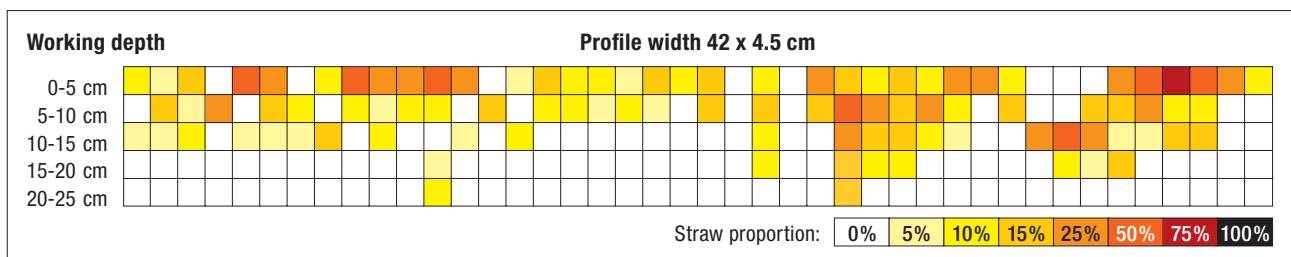 Working depth
Profile width 42 x 4.5 cm
0-5 cm
5-10 cm
10-15 cm
15-20 cm
20-25 cm
Straw proportion: 0% 5% 10% 15% 25% 50% 75% 100%